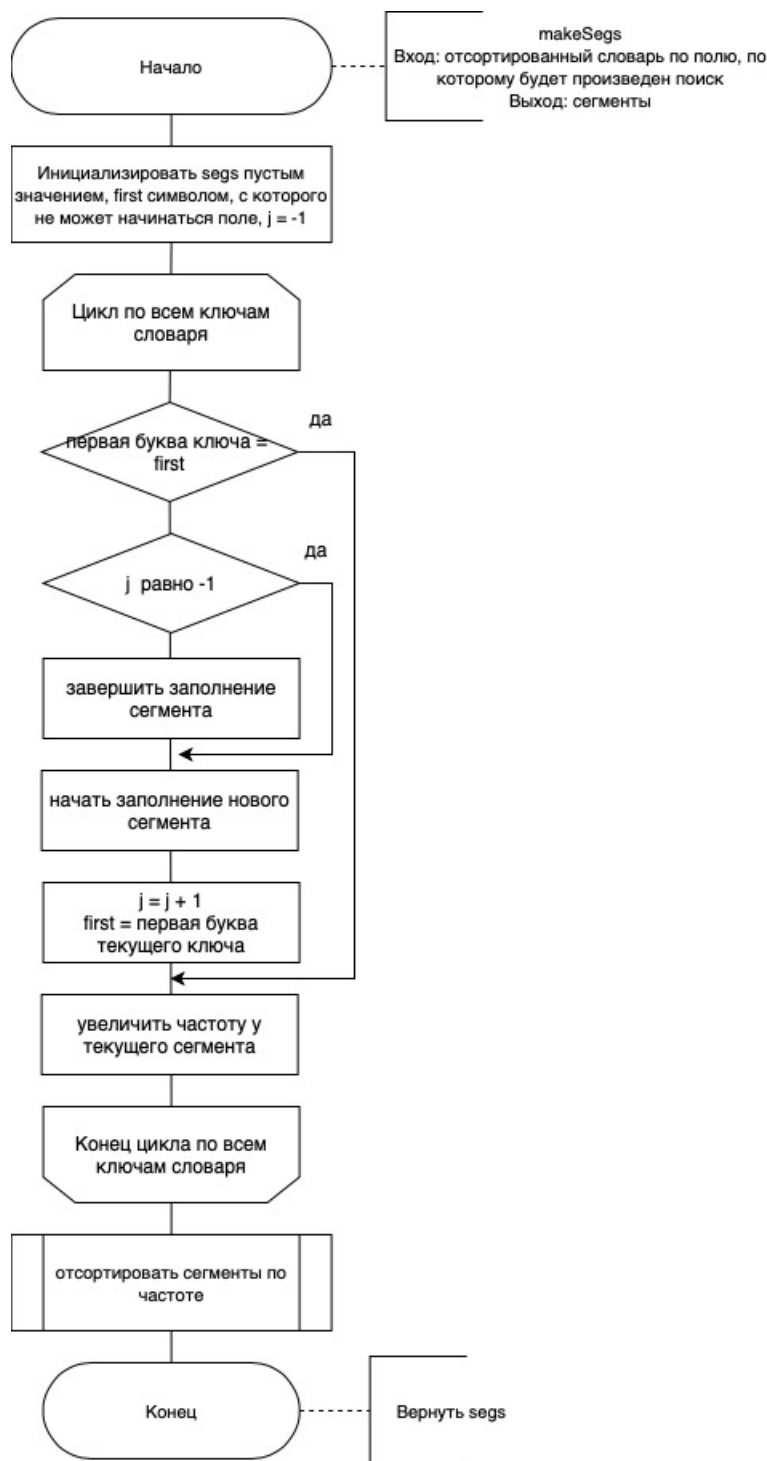 Начало
makeSegs
Вход: отсортированный словарь по полю, по
которому будет произведен поиск
Выход: сегменты
Инициализировать segs пустым
значением, first символом, с которого
не может начинаться поле, j = -1
Цикл по всем ключам
словаря
первая буква ключа =
first
да
j равно -1
да
завершить заполнение
сегмента
начать заполнение нового
сегмента
j = j + 1
first = первая буква
текущего ключа
увеличить частоту у
текущего сегмента
Конец цикла по всем
ключам словаря
отсортировать сегменты по
частоте
Конец
Вернуть segs